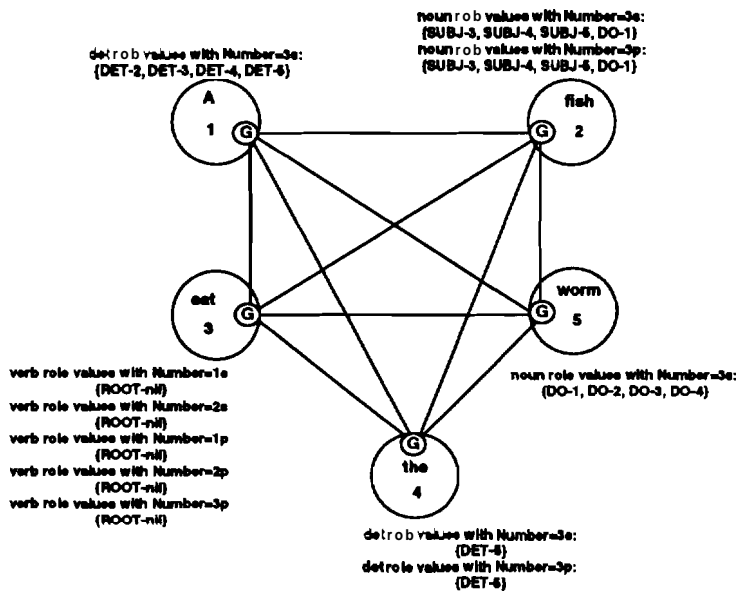 noun rob values with Number=3s:
{SUBJ-3, SUBJ-4, SUBJ-5, DO-1}
noun rob values with Number=3p:
{SUBJ-3, SUBJ-4, SUBJ-5, DO-1}
det rob values with Number=3s:
{DET-2, DET-3, DET-4, DET-5}
A
1
G
fish
2
G
eat
3
G
worm
5
G
verb role values with Number=1s
{ROOT-nil}
verb role values with Number=2s
{ROOT-nil}
verb role values with Number=1p
{ROOT-nil}
verb role values with Number=2p
{ROOT-nil}
verb role values with Number=3p
{ROOT-nil}
noun role values with Number=3s:
{DO-1, DO-2, DO-3, DO-4}
G
the
4
det rob values with Number=3s:
{DET-5}
det role values with Number=3p:
{DET-5}